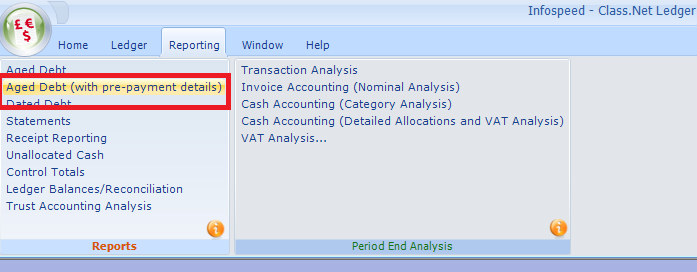 Infospeed - Class.Net Ledger
£ €
$
Home Ledger Reporting Window Help
Aged Debt
Aged Debt (with pre-payment details)
Dated Debt
Statements
Receipt Reporting
Unallocated Cash
Control Totals
Ledger Balances/Reconciliation
Trust Accounting Analysis
Reports
Transaction Analysis
Invoice Accounting (Nominal Analysis)
Cash Accounting (Category Analysis)
Cash Accounting (Detailed Allocations and VAT Analysis)
VAT Analysis...
Period End Analysis